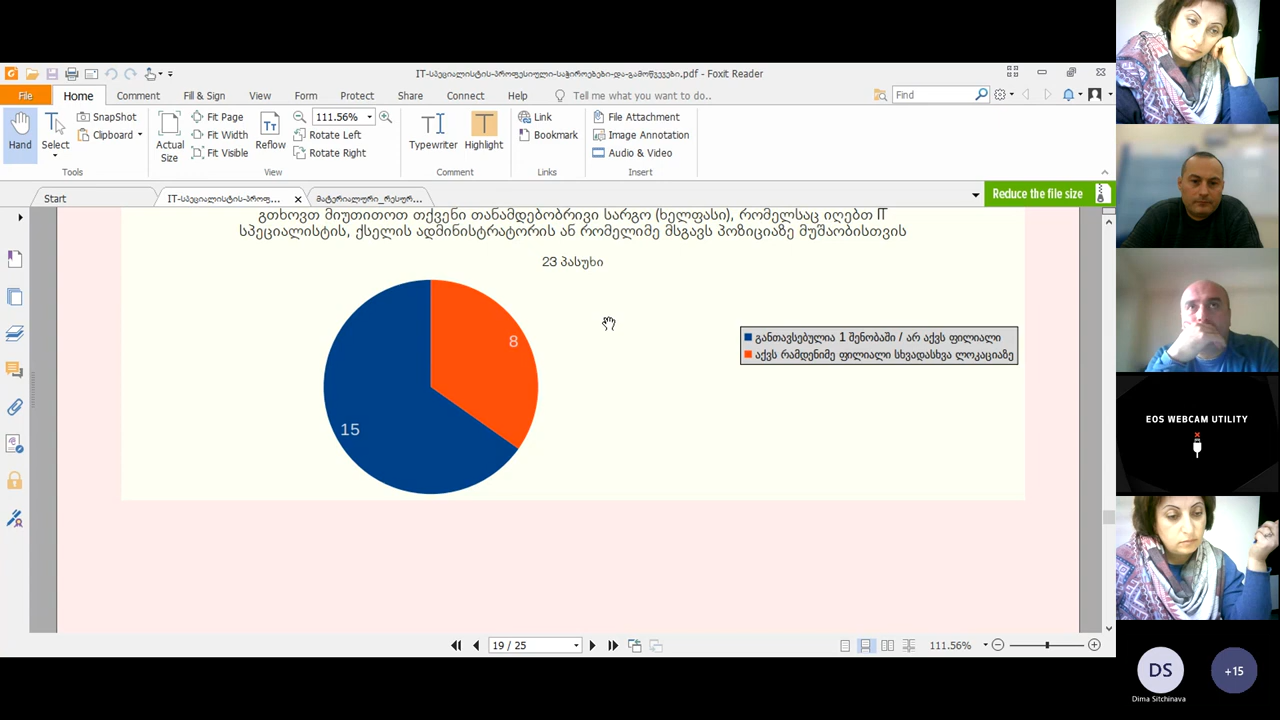 IT-სპეციალისტის-პროფესიული-საჭიროებები-და-გამოწვევები.pdf - Foxit Reader
File Home Comment Fill & Sign View Form Protect Share Connect Help Tell me what you want to do.. Find
Hand
Select
SnapShot
Clipboard
Tools
Actual Size
Fit Page
Fit Width
Fit Visible
Reflow
111.56%
Rotate Left
Rotate Right
View
Typewriter
Highlight
Comment
Link
Bookmark
Links
File Attachment
Image Annotation
Audio & Video
Insert
Start IT-სპეციალისტის-პროფ... მატერიალური_რესურ... Reduce the file size
გთხოვთ მიუთითოთ თქვენი თანამდებობრივი სარგო (ხელფასი), რომელსაც იღებთ IT
სპეციალისტის, ქსელის ადმინისტრატორის ან რომელიმე მსგავს პოზიციაზე მუშაობისთვის
23 პასუხი
8
15
განთავსებულია 1 შენობაში / არ აქვს ფილიალი
აქვს რამდენიმე ფილიალი სხვადასხვა ლოკაციაზე
19 / 25
111.56%
EOS WEBCAM UTILITY
DS
Dima Sitchinava
+15